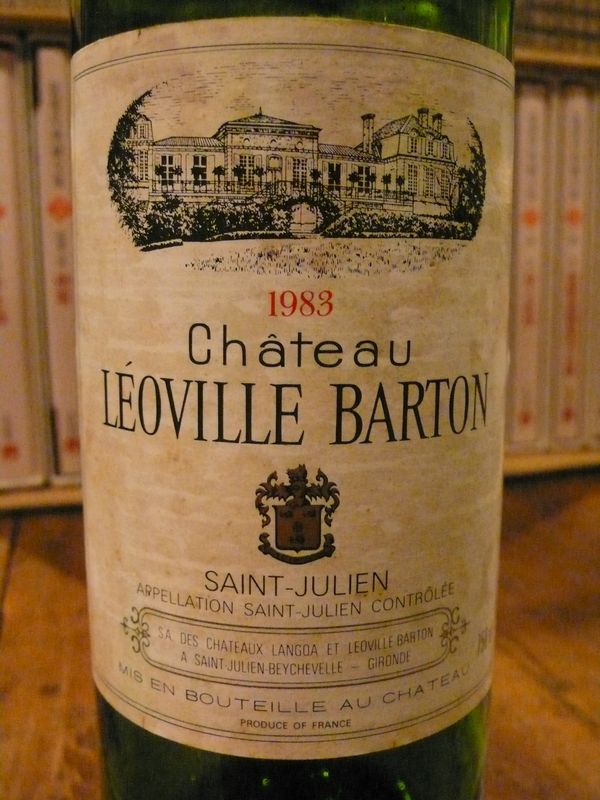 1983
Château
LÉOVILLE BARTON
SAINT-JULIEN
APPELLATION SAINT-JULIEN CONTRÔLÉE
S.A. DES CHATEAUX LANGOA ET LEOVILLE-BARTON
A SAINT-JULIEN-BEYCHEVELLE – GIRONDE
MIS EN BOUTEILLE AU CHATEAU
PRODUCE OF FRANCE